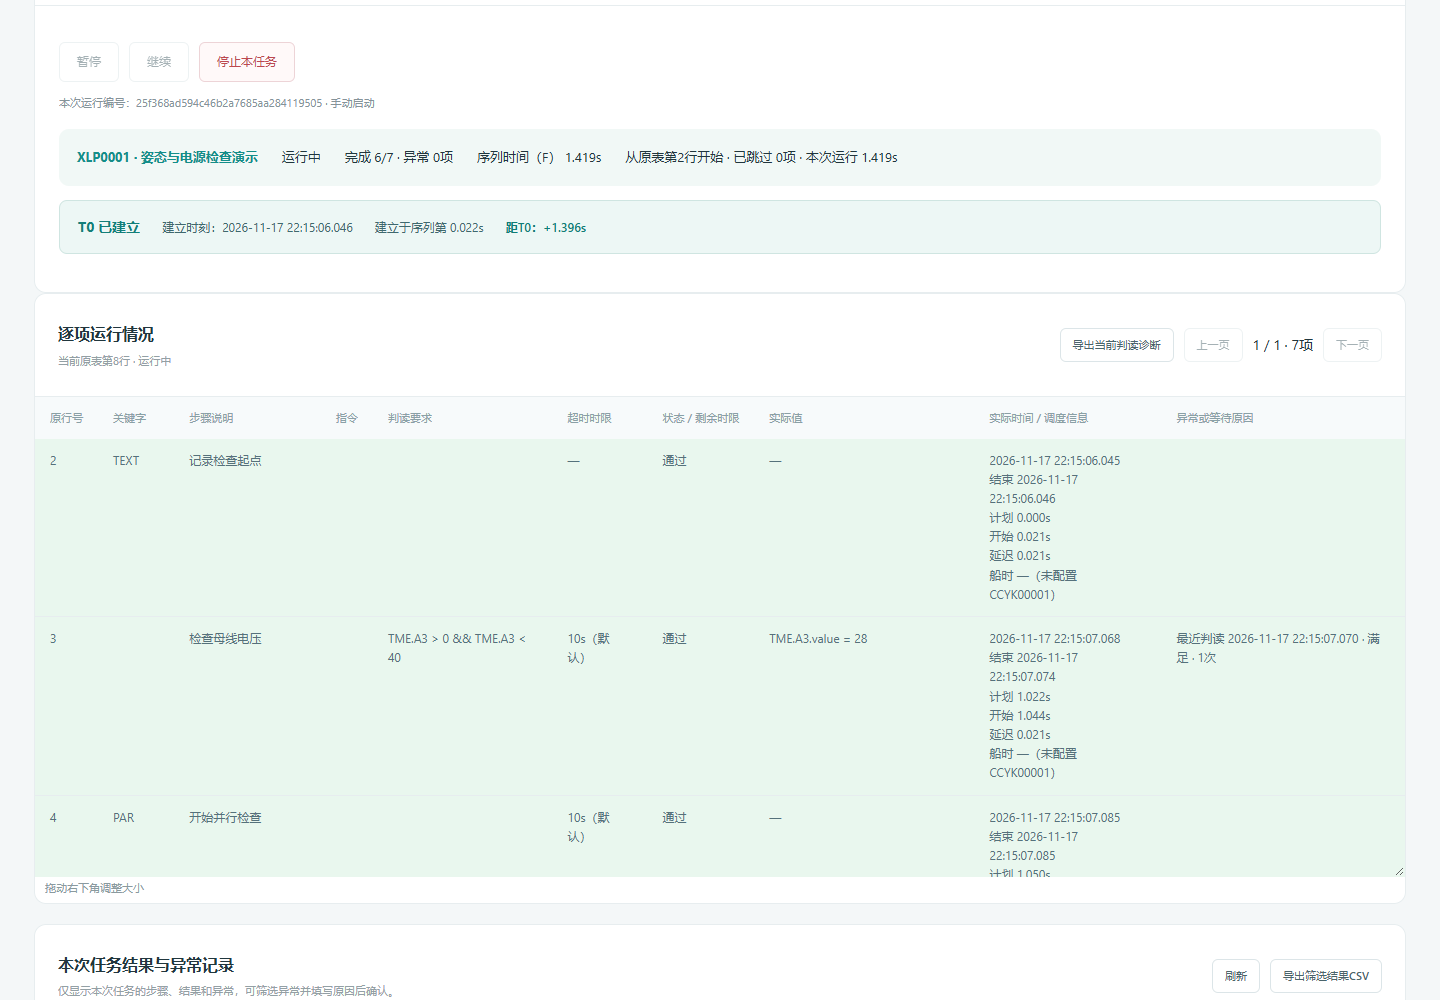 暂停 继续 停止本任务
本次运行编号：25f368ad594c46b2a7685aa284119505 · 手动启动
XLP0001 · 姿态与电源检查演示 运行中 完成 6/7 · 异常 0项 序列时间（F） 1.419s 从原表第2行开始 · 已跳过 0项 · 本次运行 1.419s
T0 已建立 建立时刻：2026-11-17 22:15:06.046 建立于序列第 0.022s 距T0：+1.396s
逐项运行情况
当前原表第8行 · 运行中
导出当前判读诊断 上一页 1 / 1 · 7项 下一页
原行号 关键字 步骤说明 指令 判读要求 超时时限 状态 / 剩余时限 实际值 实际时间 / 调度信息 异常或等待原因
2 TEXT 记录检查起点 — 通过 — 2026-11-17 22:15:06.045
结束 2026-11-17
22:15:06.046
计划 0.000s
开始 0.021s
延迟 0.021s
船时 —（未配置
CCYK00001）
3 检查母线电压 TME.A3 > 0 && TME.A3 < 10s（默 通过 TME.A3.value = 28 2026-11-17 22:15:07.068 最近判读 2026-11-17 22:15:07.070 · 满
40 认） 结束 2026-11-17 足 · 1次
22:15:07.074
计划 1.022s
开始 1.044s
延迟 0.021s
船时 —（未配置
CCYK00001）
4 PAR 开始并行检查 10s（默 通过 — 2026-11-17 22:15:07.085
认） 结束 2026-11-17
22:15:07.085
计划 1.050s
拖动右下角调整大小
本次任务结果与异常记录
仅显示本次任务的步骤、结果和异常，可筛选异常并填写原因后确认。
刷新 导出筛选结果CSV